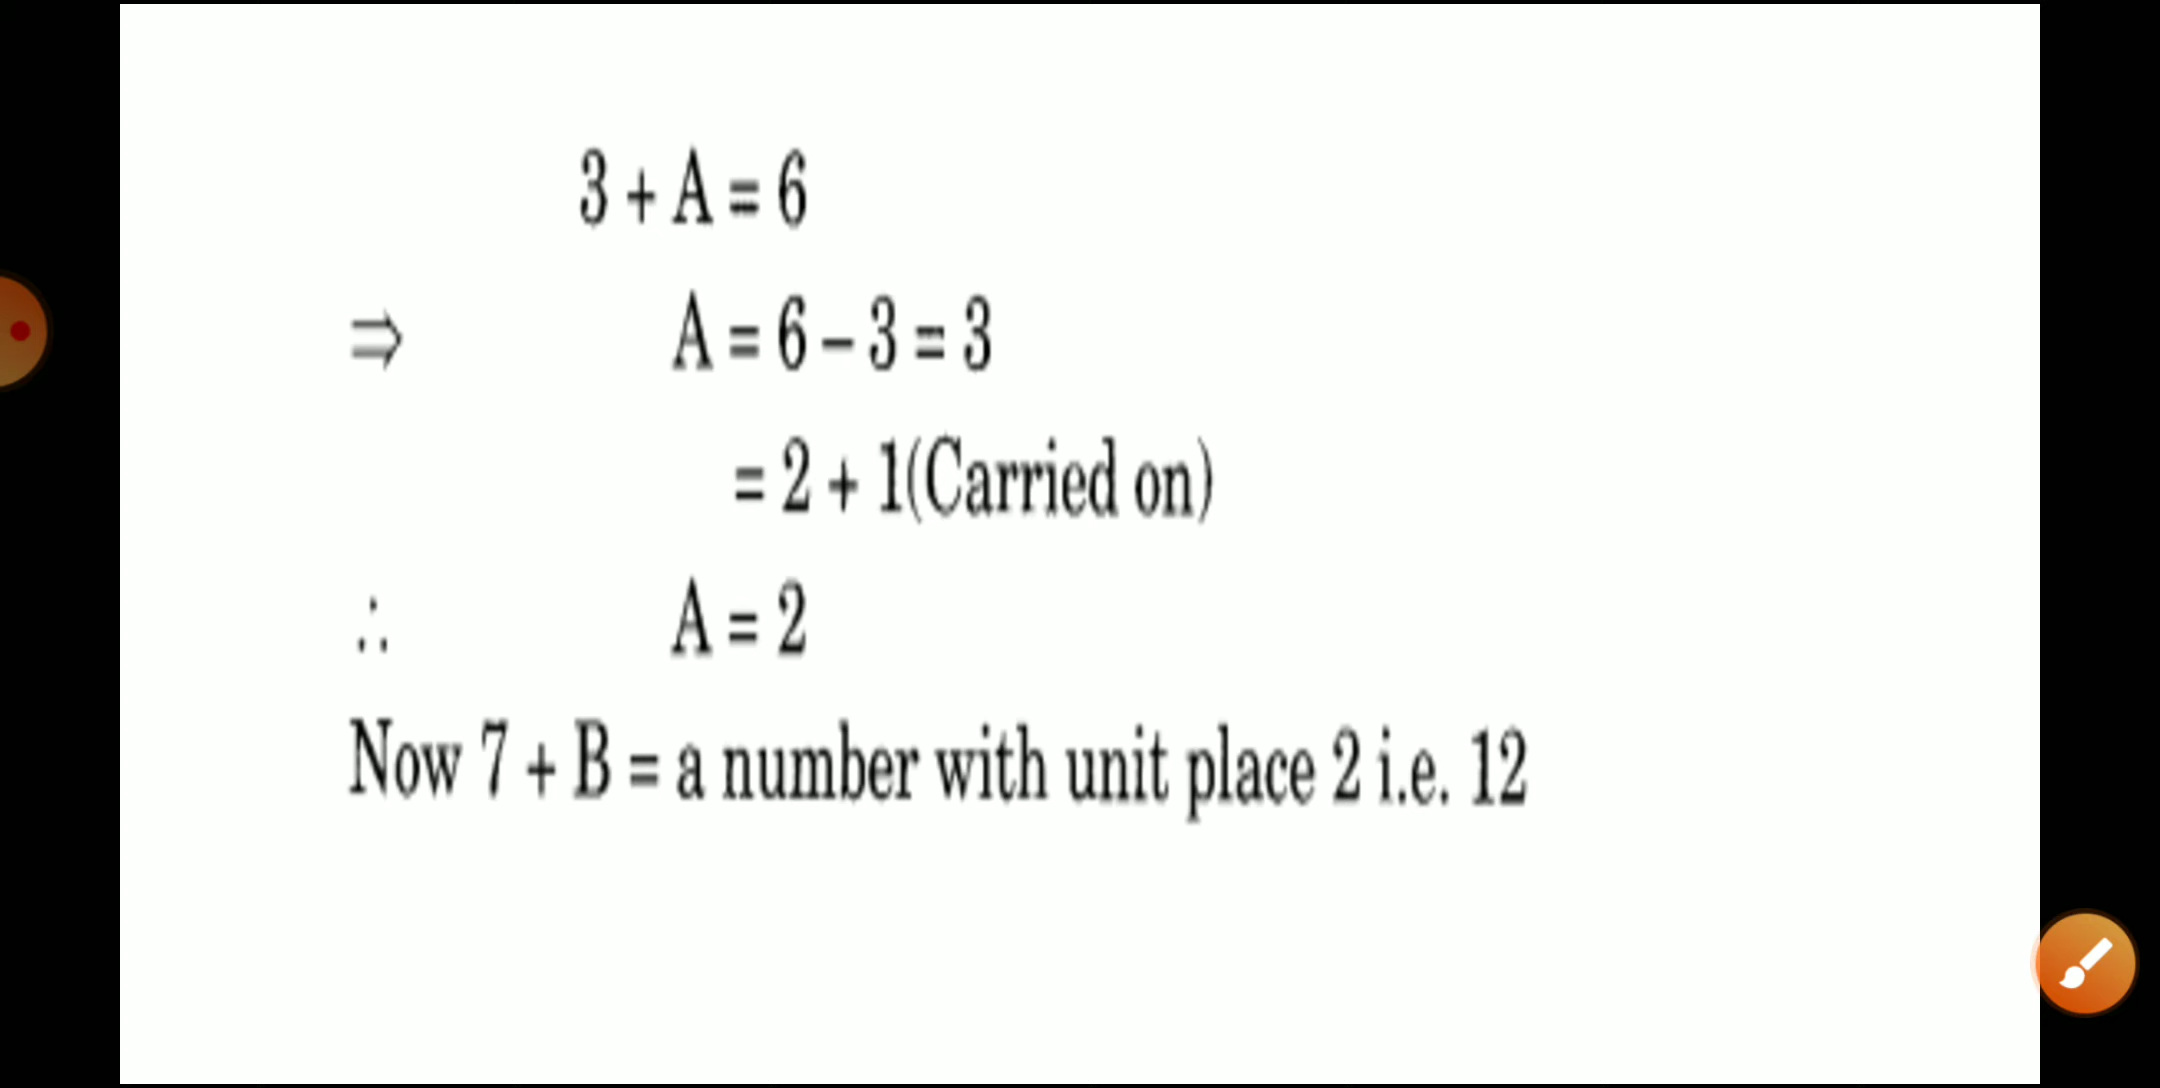 3 + A = 6
⇒ A = 6 – 3 = 3
= 2 + 1(Carried on)
∴ A = 2
Now 7 + B = a number with unit place 2 i.e. 12